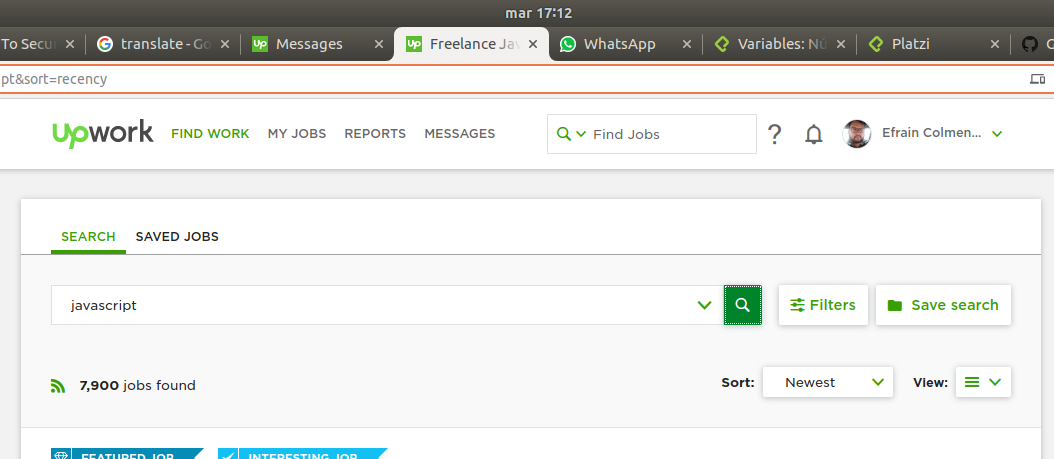 mar 17:12
To Secu
translate - Go
Messages
Freelance Ja
WhatsApp
Variables: Nú
Platzi
pt&sort=recency
upwork FIND WORK MY JOBS REPORTS MESSAGES Find Jobs ? Efrain Colmen...
SEARCH SAVED JOBS
javascript Filters Save search
7,900 jobs found Sort: Newest View:
FEATURED JOB INTERESTING JOB